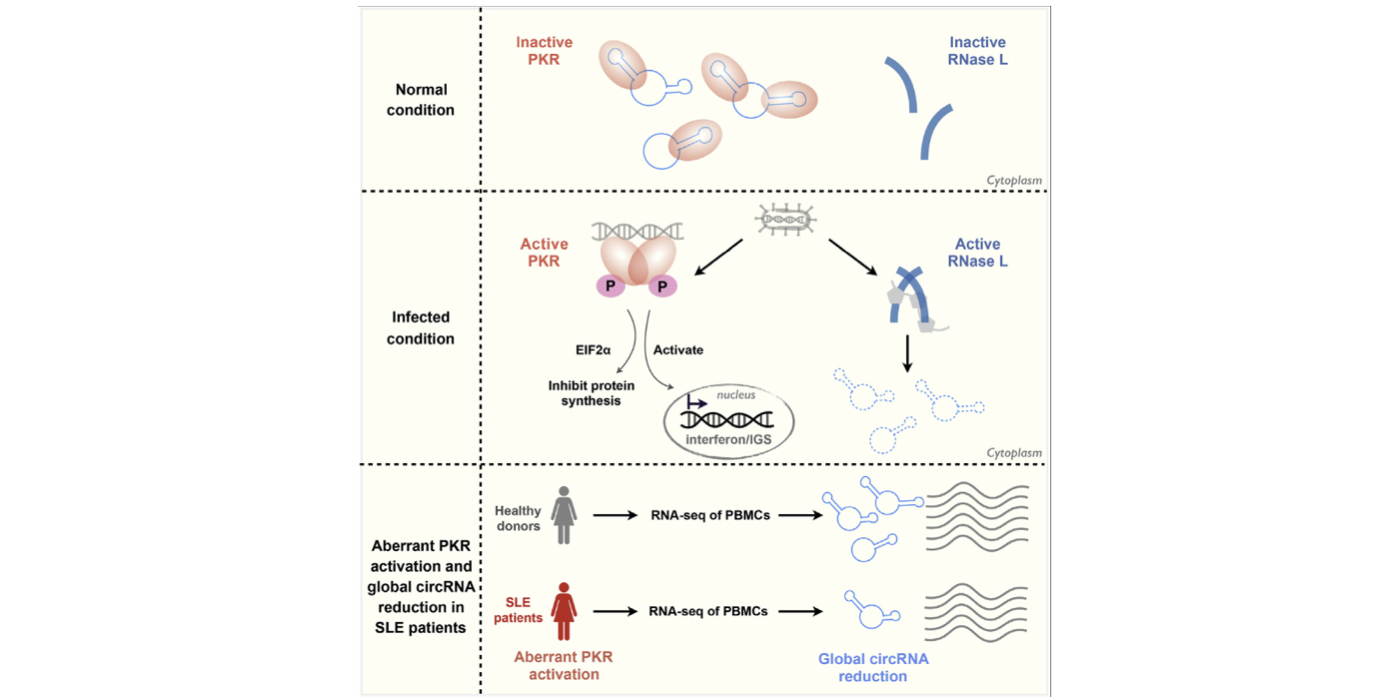 Normal
condition
Inactive
PKR
Inactive
RNase L
Cytoplasm
Infected
condition
Active
PKR
P
P
Active
RNase L
EIF2α
Activate
Inhibit protein
synthesis
nucleus
interferon/IGS
Cytoplasm
Aberrant PKR
activation and
global circRNA
reduction in
SLE patients
Healthy
donors
RNA-seq of PBMCs
SLE
patients
RNA-seq of PBMCs
Aberrant PKR
activation
Global circRNA
reduction